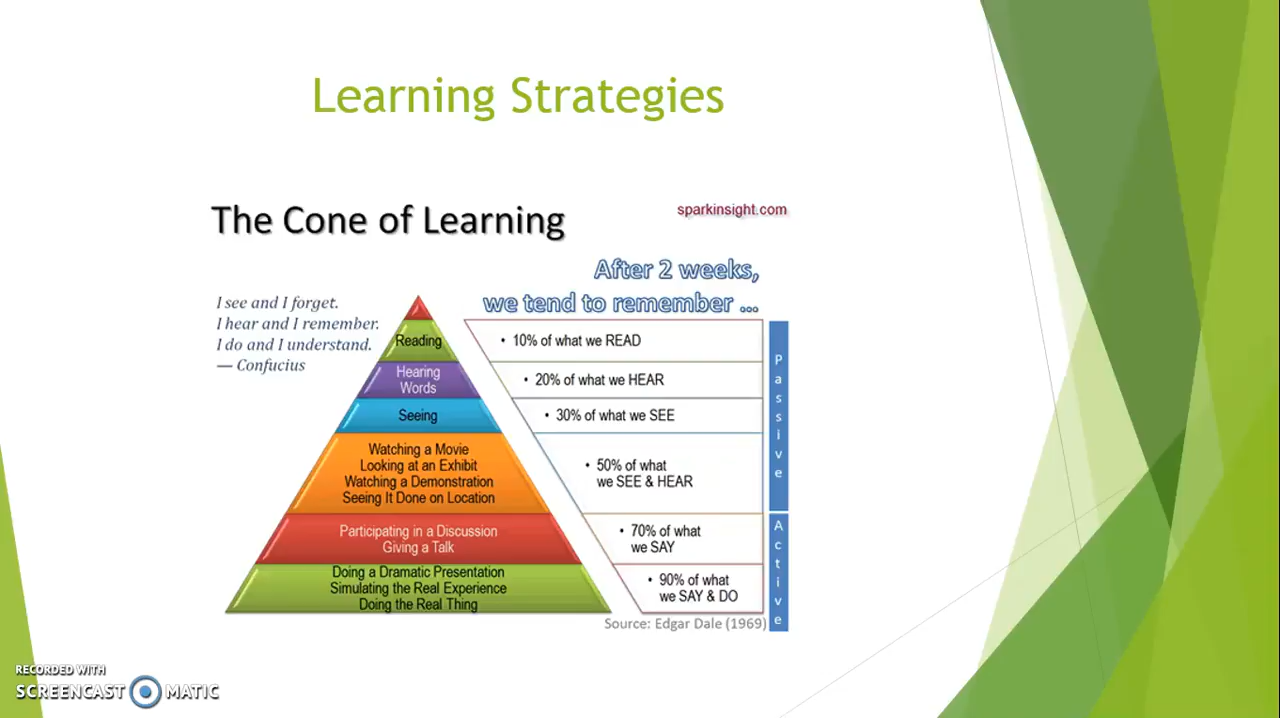 Learning Strategies
The Cone of Learning
sparkinsight.com
After 2 weeks,
we tend to remember ...
I see and I forget.
I hear and I remember.
I do and I understand.
— Confucius
Reading
• 10% of what we READ
Hearing
Words
• 20% of what we HEAR
Seeing
• 30% of what we SEE
Watching a Movie
Looking at an Exhibit
Watching a Demonstration
Seeing It Done on Location
• 50% of what
we SEE & HEAR
Passive
Participating in a Discussion
Giving a Talk
• 70% of what
we SAY
Doing a Dramatic Presentation
Simulating the Real Experience
Doing the Real Thing
• 90% of what
we SAY & DO
Active
Source: Edgar Dale (1969)
RECORDED WITH
SCREENCAST MATIC